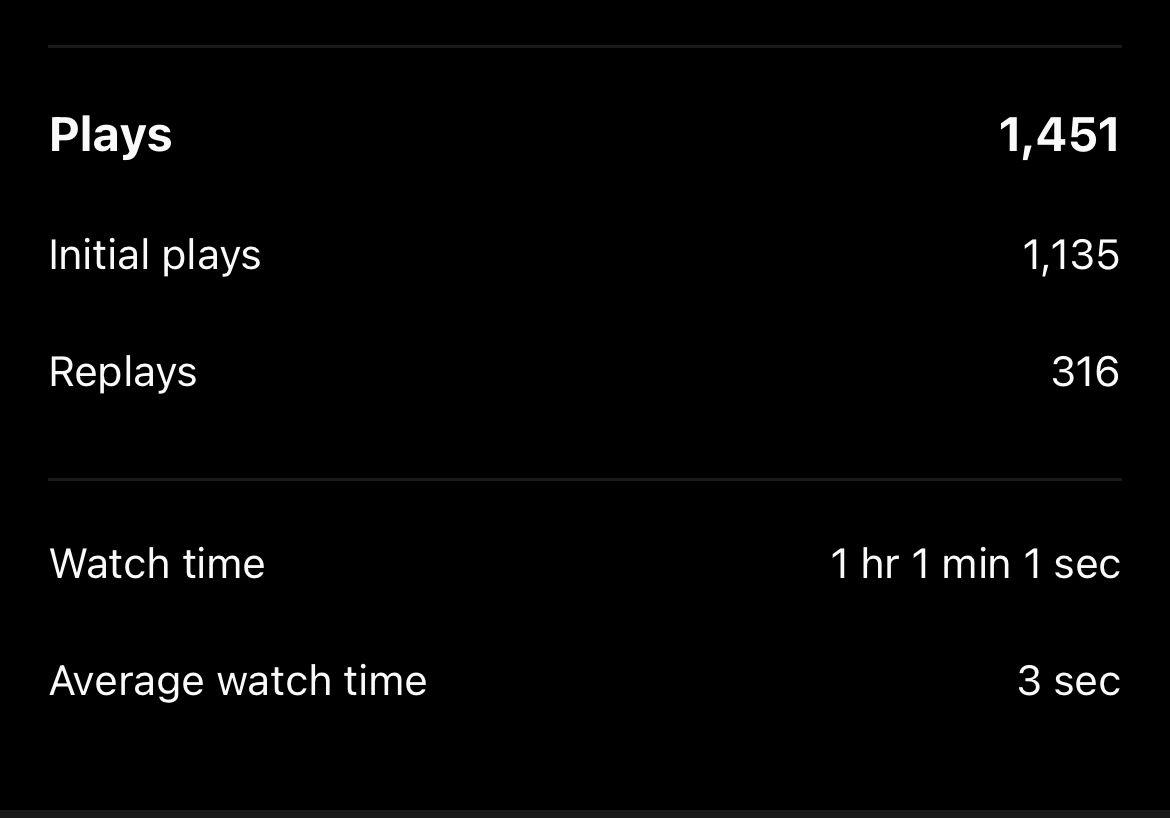 Plays 1,451
Initial plays 1,135
Replays 316
Watch time 1 hr 1 min 1 sec
Average watch time 3 sec